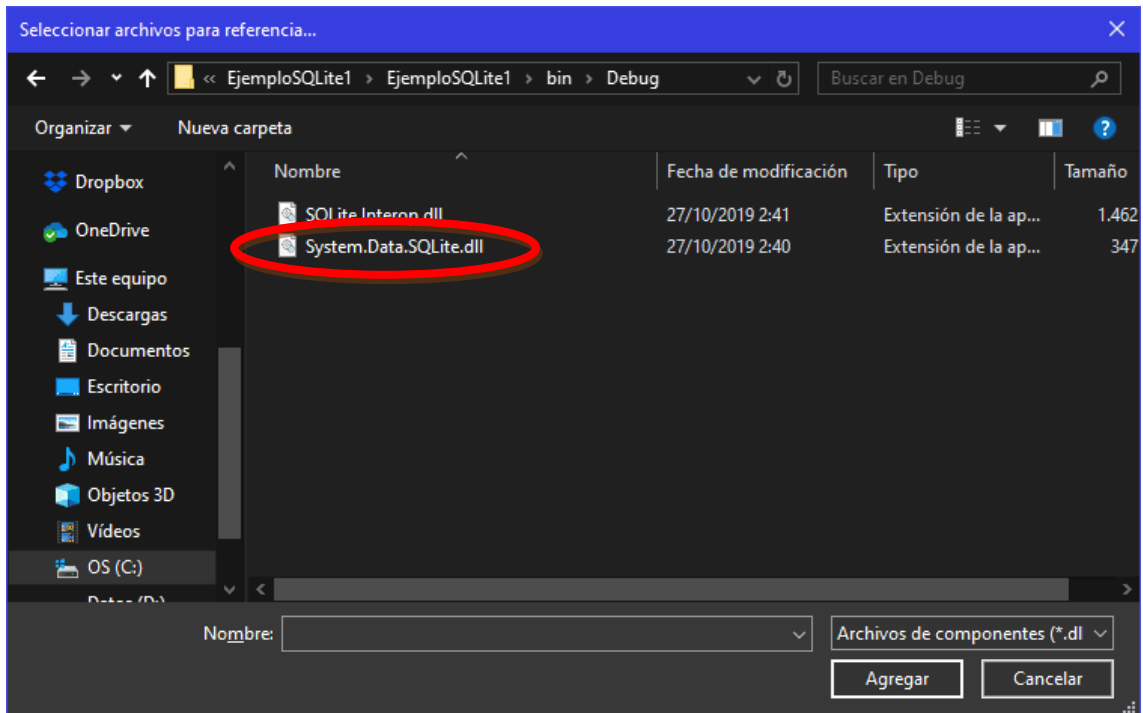 Seleccionar archivos para referencia...
« EjemploSQLite1 > EjemploSQLite1 > bin > Debug
Buscar en Debug
Organizar
Nueva carpeta
Nombre Fecha de modificación Tipo Tamaño
SQLite.Interop.dll 27/10/2019 2:41 Extensión de la ap... 1.462
System.Data.SQLite.dll 27/10/2019 2:40 Extensión de la ap... 347
Dropbox
OneDrive
Este equipo
Descargas
Documentos
Escritorio
Imágenes
Música
Objetos 3D
Vídeos
OS (C:)
Datos (D:)
Nombre:
Archivos de componentes (*.dl
Agregar
Cancelar